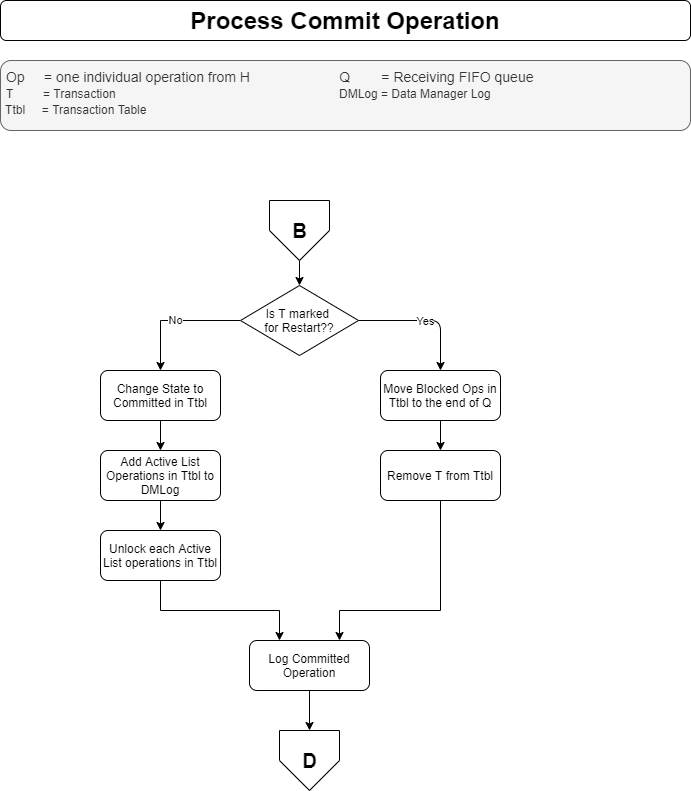 Process Commit Operation
Op = one individual operation from H
T = Transaction
Ttbl = Transaction Table
Q = Receiving FIFO queue
DMLog = Data Manager Log
B
Is T marked
for Restart??
No
Yes
Change State to
Committed in Ttbl
Move Blocked Ops in
Ttbl to the end of Q
Add Active List
Operations in Ttbl to
DMLog
Remove T from Ttbl
Unlock each Active
List operations in Ttbl
Log Committed
Operation
D